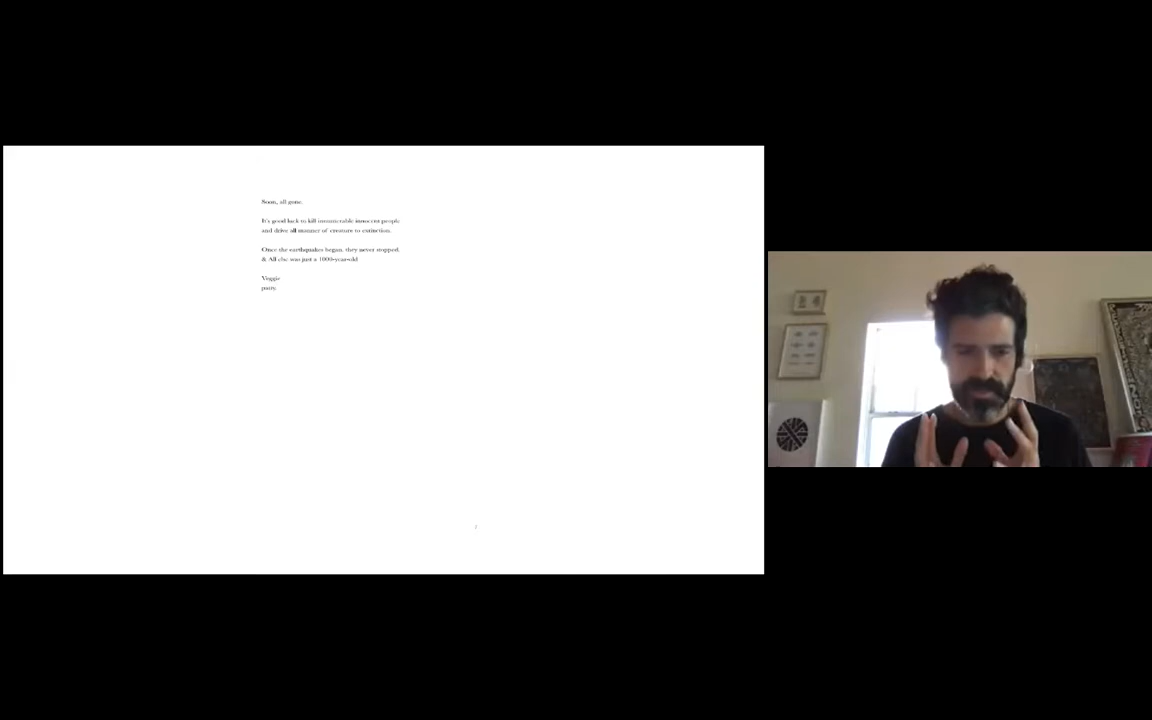 Soon, all gone.
It's good luck to kill innumerable innocent people
and drive all manner of creature to extinction.
Once the earthquakes began, they never stopped.
& All else was just a 1000-year-old
Veggie
patty.